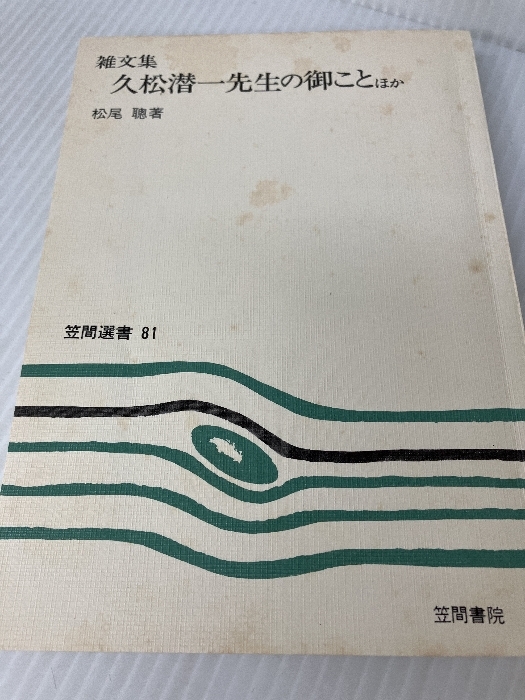 雑文集
久松潜一先生の御ことほか
松尾 聰著
笠間選書 81
笠間書院